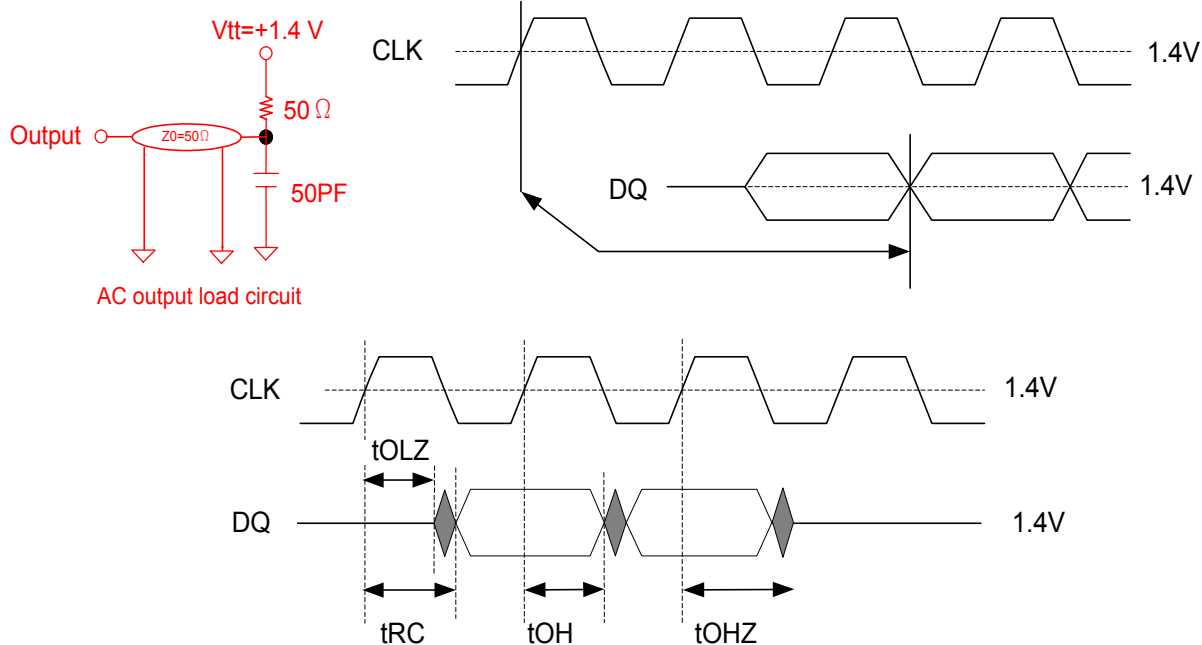 Vtt=+1.4 V
50Ω
Output
Z0=50Ω
50PF
AC output load circuit
CLK
1.4V
DQ
1.4V
CLK
1.4V
tOLZ
DQ
1.4V
tRC
tOH
tOHZ